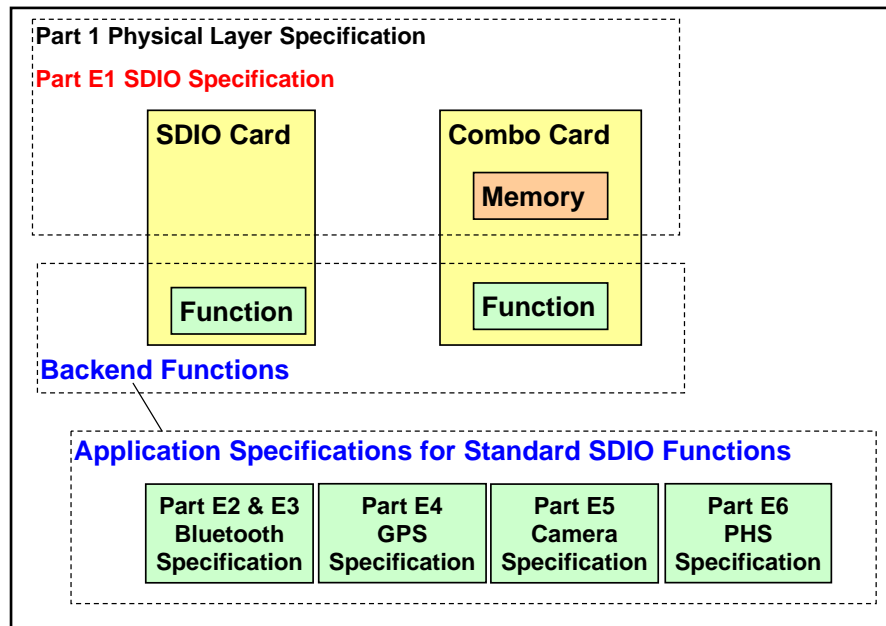 Part 1 Physical Layer Specification
Part E1 SDIO Specification
SDIO Card
Combo Card
Memory
Function
Function
Backend Functions
Application Specifications for Standard SDIO Functions
Part E2 & E3
Bluetooth
Specification
Part E4
GPS
Specification
Part E5
Camera
Specification
Part E6
PHS
Specification